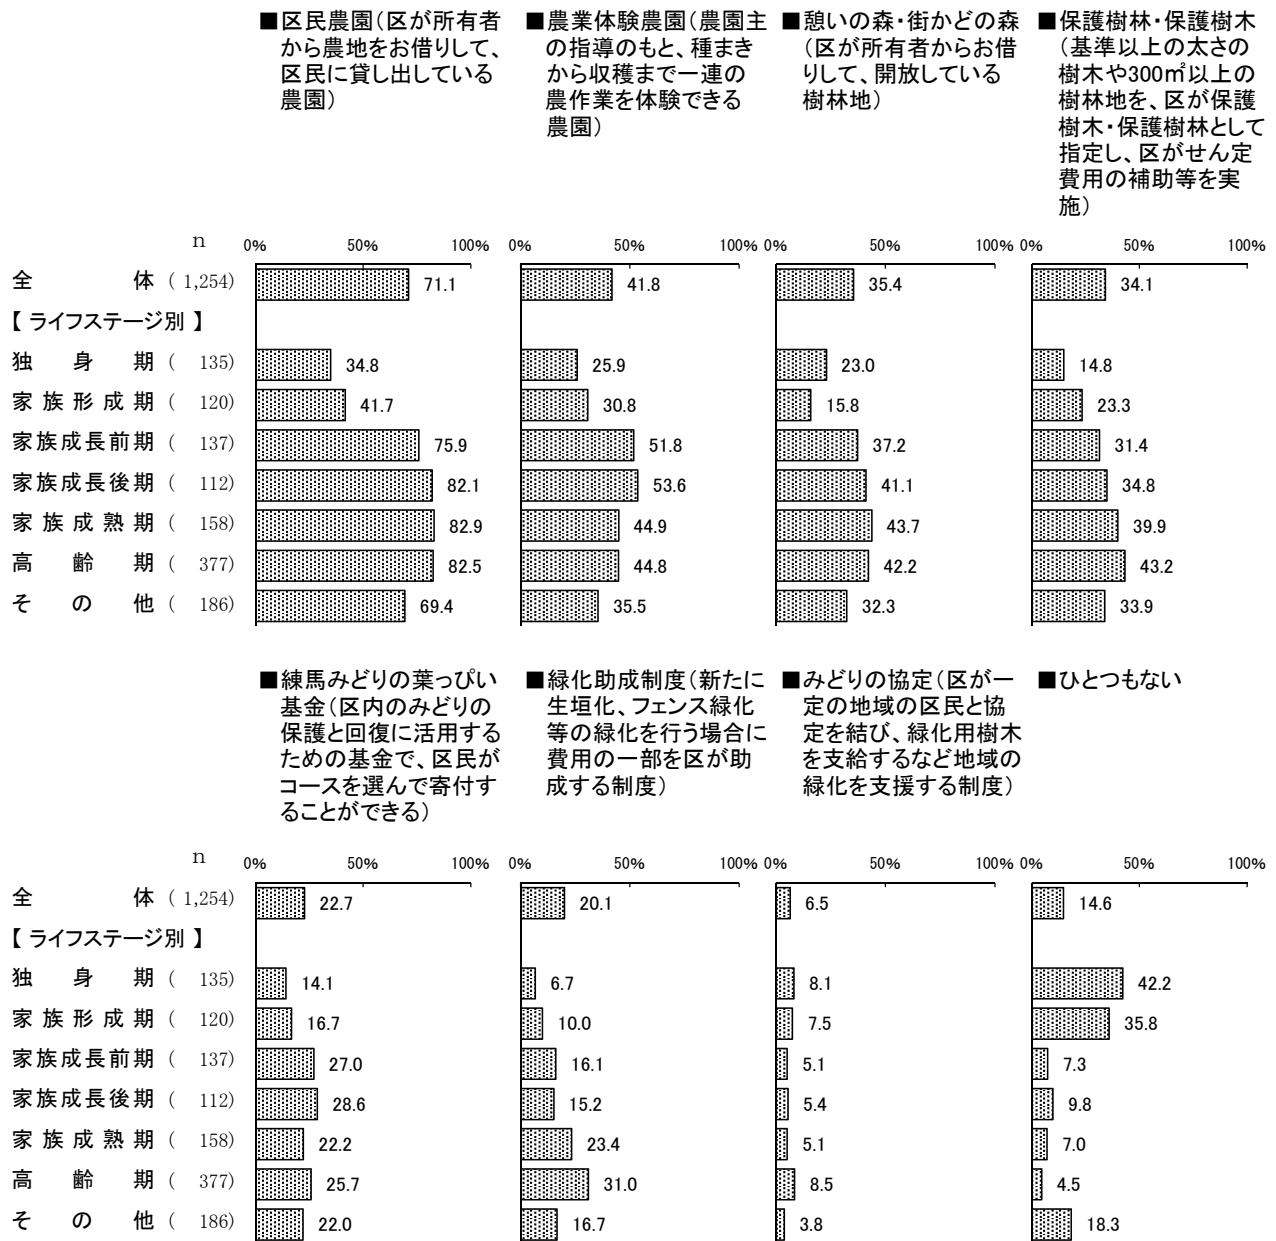 ■区民農園(区が所有者
から農地をお借りして、
区民に貸し出している
農園)
■農業体験農園(農園主
の指導のもと、種まき
から収穫まで一連の
農作業を体験できる
農園)
■憩いの森・街かどの森
(区が所有者からお借
りして、開放している
樹林地)
■保護樹林・保護樹木
(基準以上の太さの
樹木や300㎡以上の
樹林地を、区が保護
樹木・保護樹林として
指定し、区がせん定
費用の補助等を実
施)
n 0% 50% 100% 0% 50% 100% 0% 50% 100% 0% 50% 100%
全体 (1,254) 71.1 41.8 35.4 34.1
【ライフステージ別】
独身期 ( 135) 34.8 25.9 23.0 14.8
家族形成期 ( 120) 41.7 30.8 15.8 23.3
家族成長前期 ( 137) 75.9 51.8 37.2 31.4
家族成長後期 ( 112) 82.1 53.6 41.1 34.8
家族成熟期 ( 158) 82.9 44.9 43.7 39.9
高齢期 ( 377) 82.5 44.8 42.2 43.2
その他 ( 186) 69.4 35.5 32.3 33.9
■練馬みどりの葉っぴい
基金(区内のみどりの
保護と回復に活用する
ための基金で、区民が
コースを選んで寄付す
ることができる)
■緑化助成制度(新たに
生垣化、フェンス緑化
等の緑化を行う場合に
費用の一部を区が助
成する制度)
■みどりの協定(区が一
定の地域の区民と協
定を結び、緑化用樹木
を支給するなど地域の
緑化を支援する制度)
■ひとつもない
n 0% 50% 100% 0% 50% 100% 0% 50% 100% 0% 50% 100%
全体 (1,254) 22.7 20.1 6.5 14.6
【ライフステージ別】
独身期 ( 135) 14.1 6.7 8.1 42.2
家族形成期 ( 120) 16.7 10.0 7.5 35.8
家族成長前期 ( 137) 27.0 16.1 5.1 7.3
家族成長後期 ( 112) 28.6 15.2 5.4 9.8
家族成熟期 ( 158) 22.2 23.4 5.1 7.0
高齢期 ( 377) 25.7 31.0 8.5 4.5
その他 ( 186) 22.0 16.7 3.8 18.3